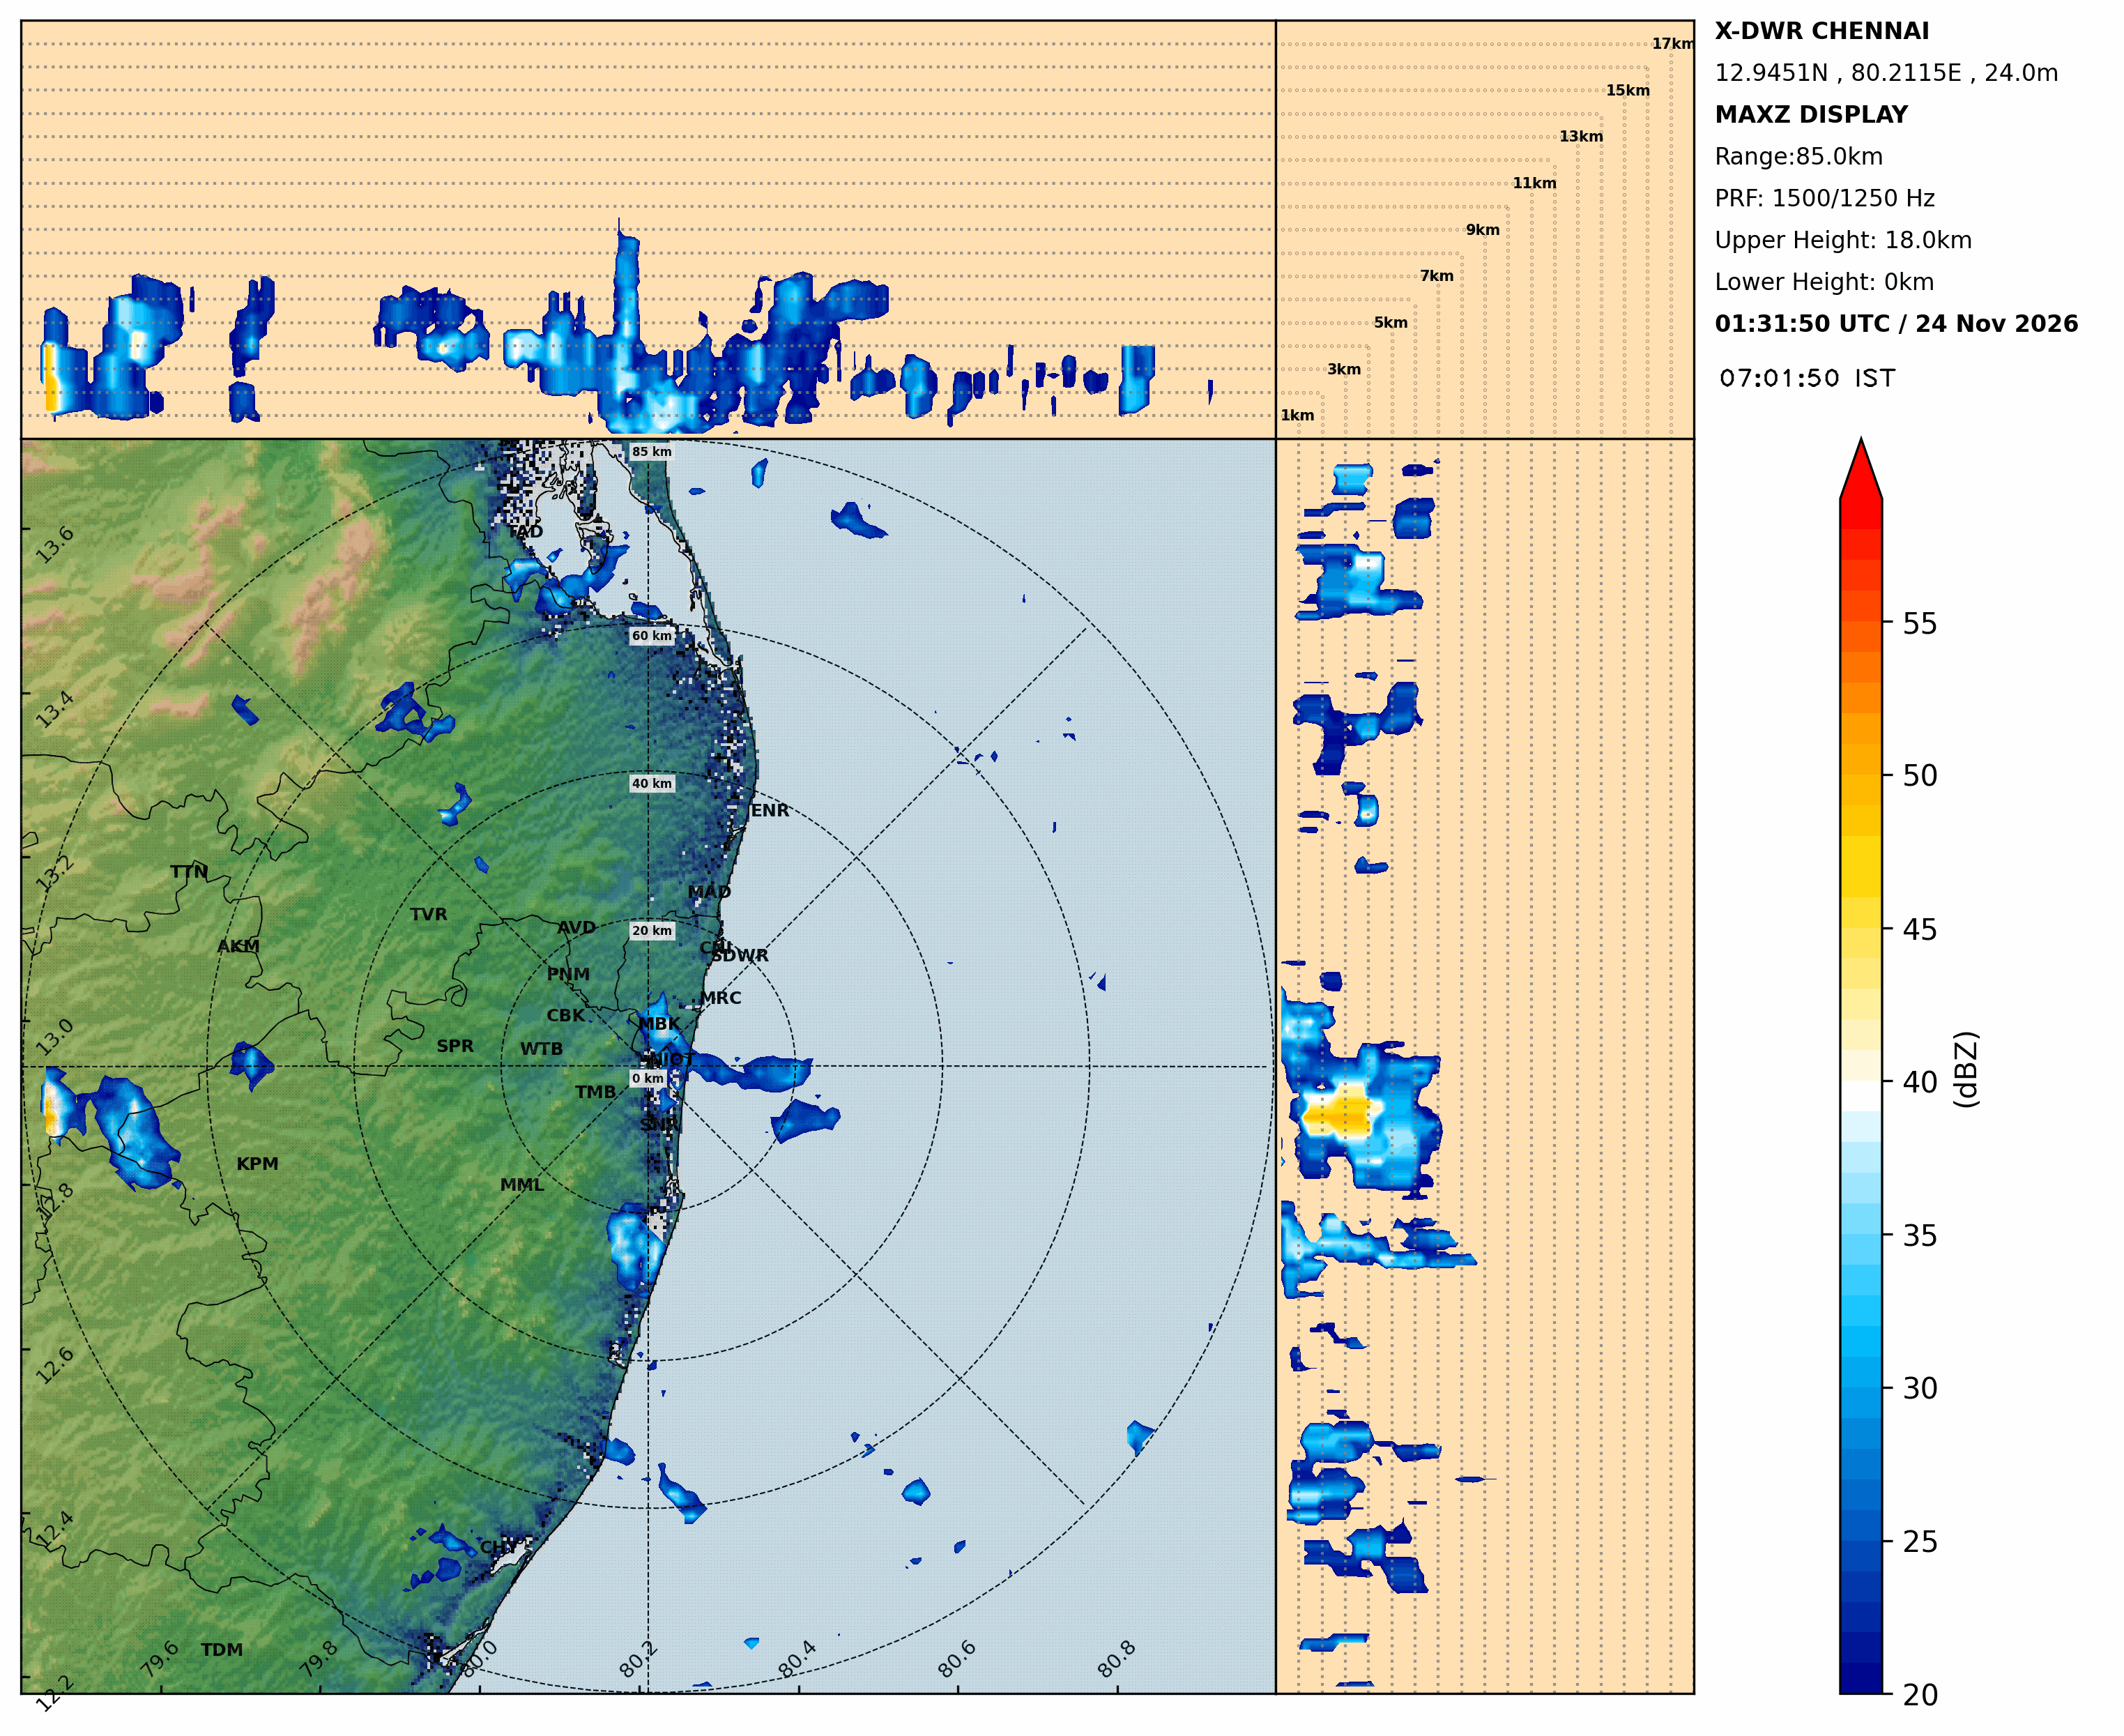 X-DWR CHENNAI
12.9451N , 80.2115E , 24.0m
MAXZ DISPLAY
Range:85.0km
PRF: 1500/1250 Hz
Upper Height: 18.0km
Lower Height: 0km
01:31:50 UTC / 24 Nov 2026
07:01:50 IST
17km
15km
13km
11km
9km
7km
5km
3km
1km
85 km
60 km
40 km
20 km
0 km
TAD
ENR
TTN
MAD
TVR
AVD
AKM
SDWR
PNM
MRC
CBK
MBK
SPR
WTB
NIOT
TMB
SNR
KPM
MML
CHY
TDM
13.6
13.4
13.2
13.0
12.8
12.6
12.4
12.2
79.6
79.8
80.0
80.2
80.4
80.6
80.8
55
50
45
40
35
30
25
20
(dBZ)